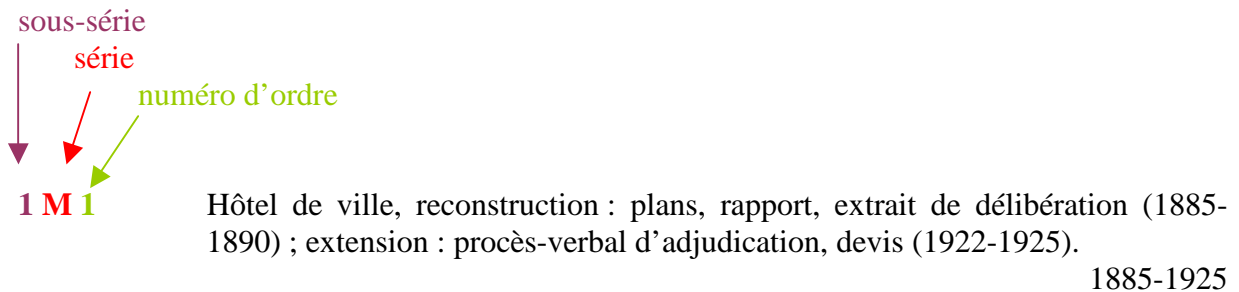 sous-série
série
numéro d’ordre
1 M 1 Hôtel de ville, reconstruction : plans, rapport, extrait de délibération (1885-
1890) ; extension : procès-verbal d’adjudication, devis (1922-1925).
1885-1925